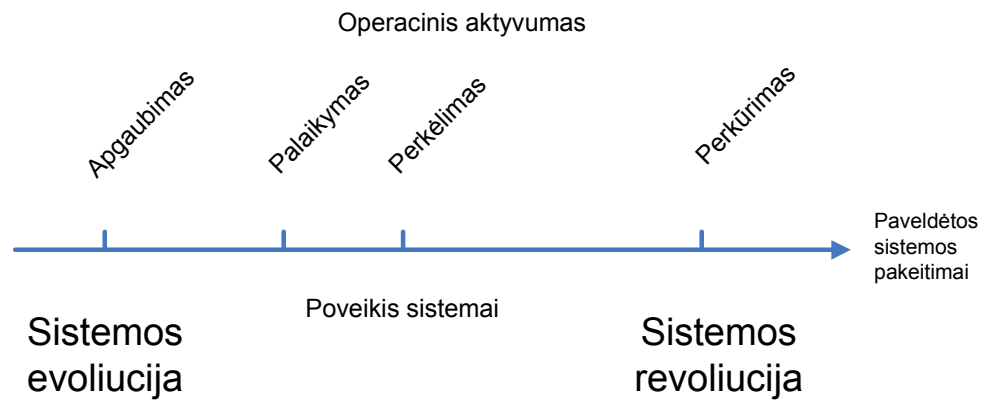 Operacinis aktyvumas
Apgaubimas
Palaikymas
Perkėlimas
Perkūrimas
Paveldėtos
sistemos
pakeitimai
Poveikis sistemai
Sistemos
evoliucija
Sistemos
revoliucija